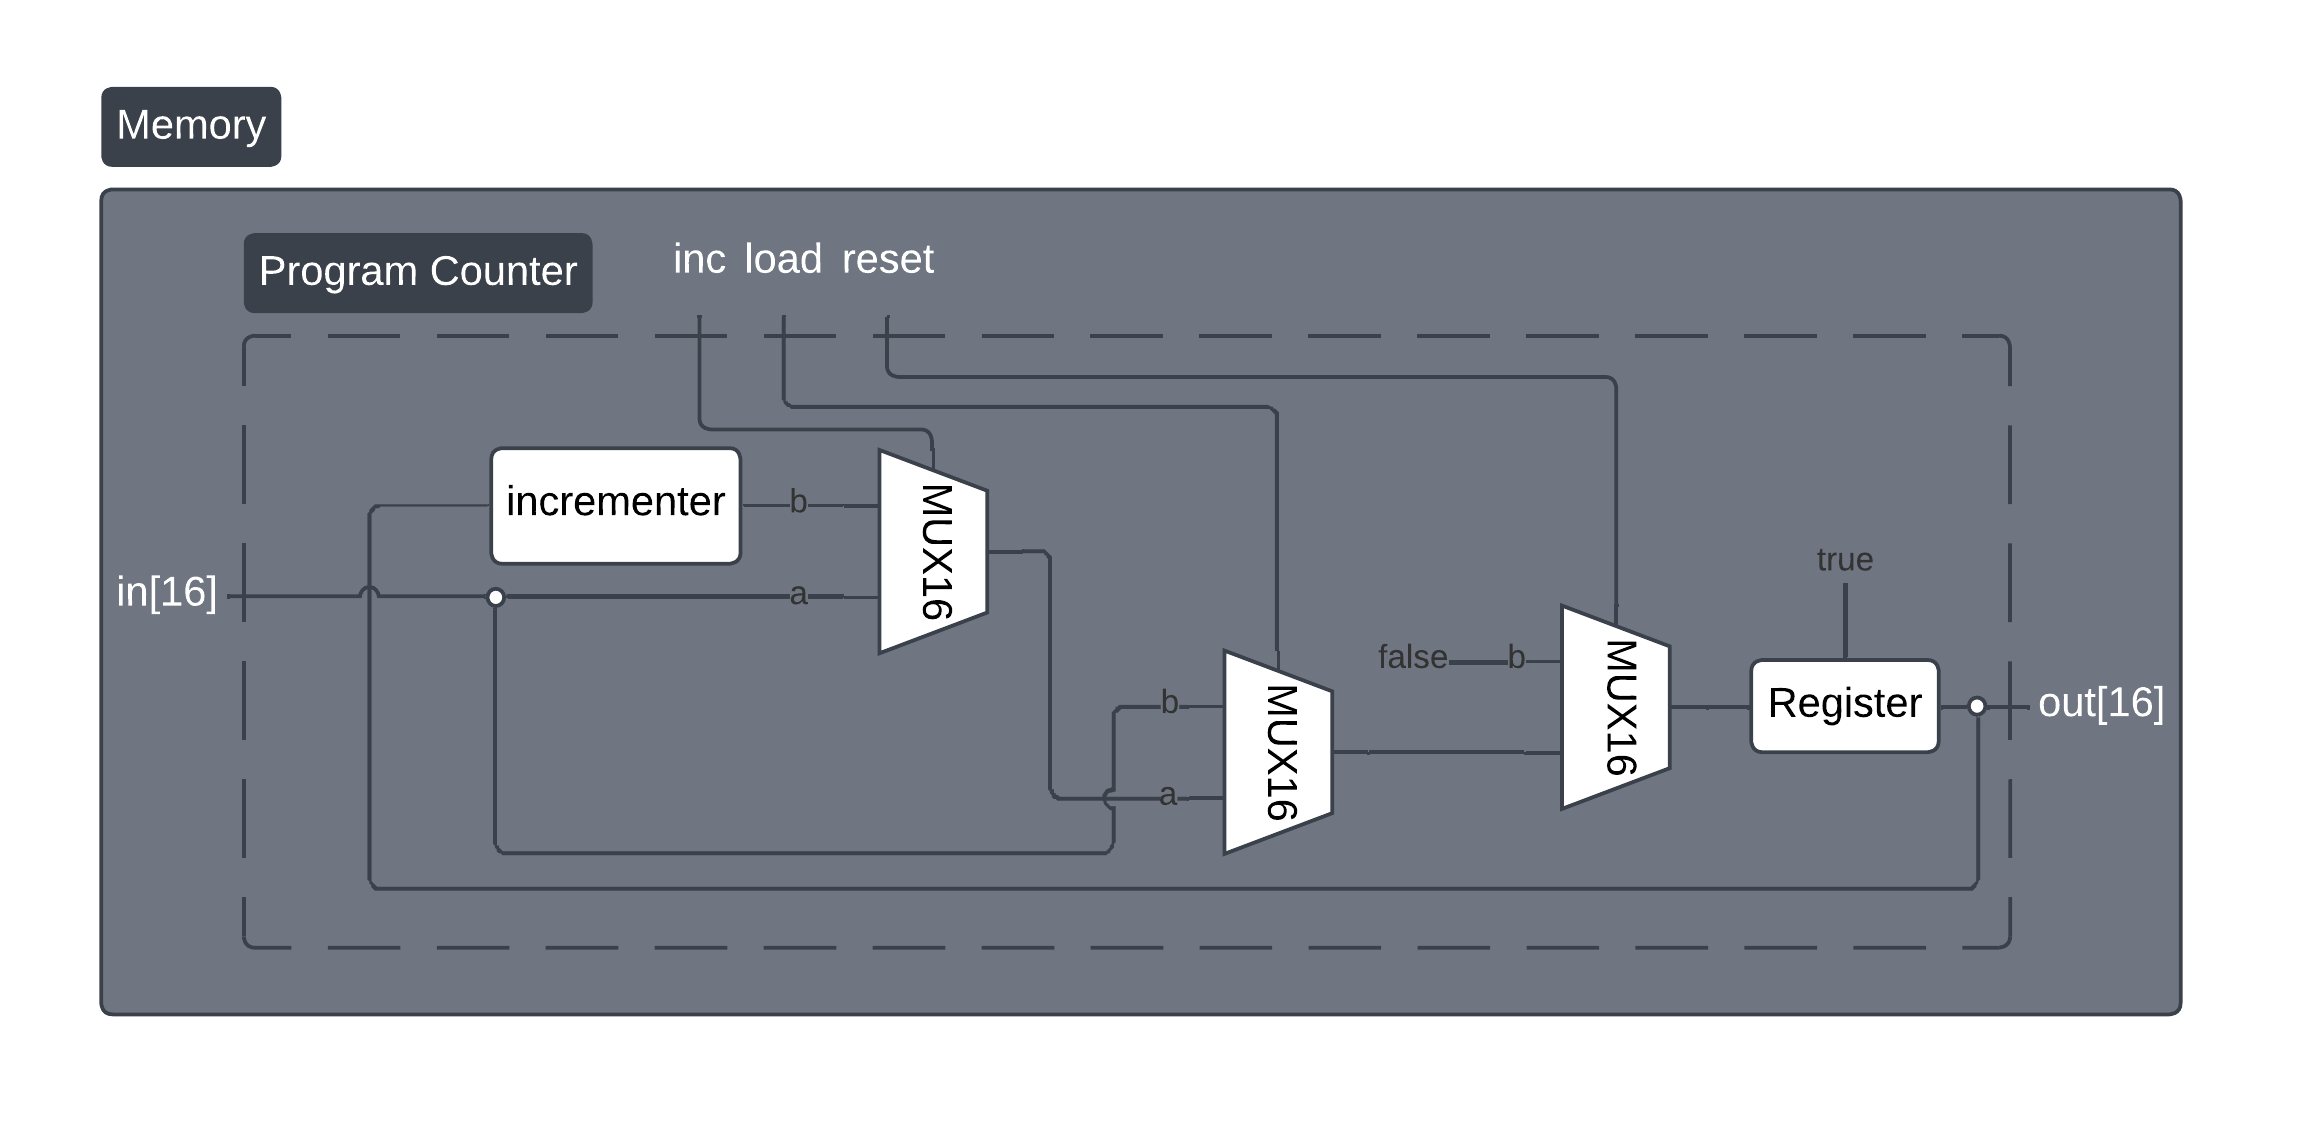 Memory
Program Counter
inc load reset
incrementer
b
MUX16
in[16]
a
true
false
b
MUX16
b
MUX16
Register
out[16]
a